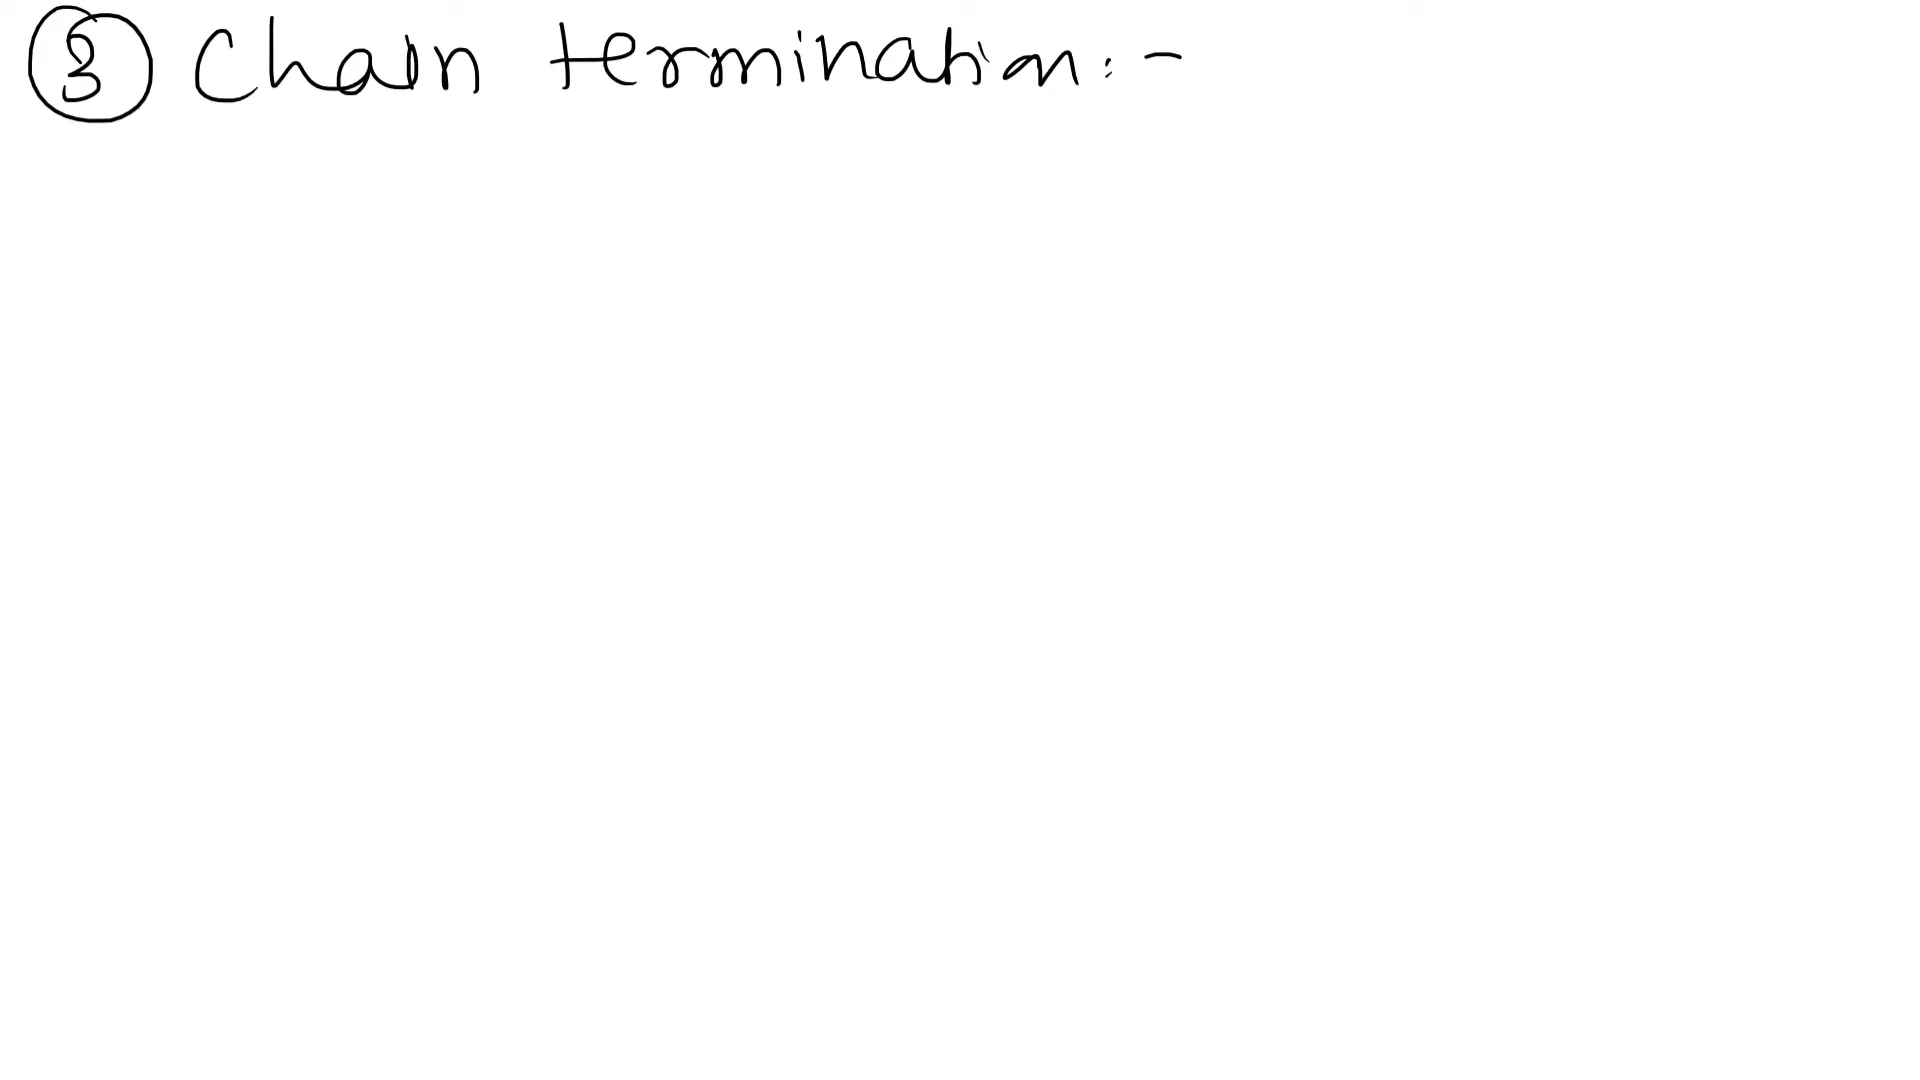 ③ Chain termination: -